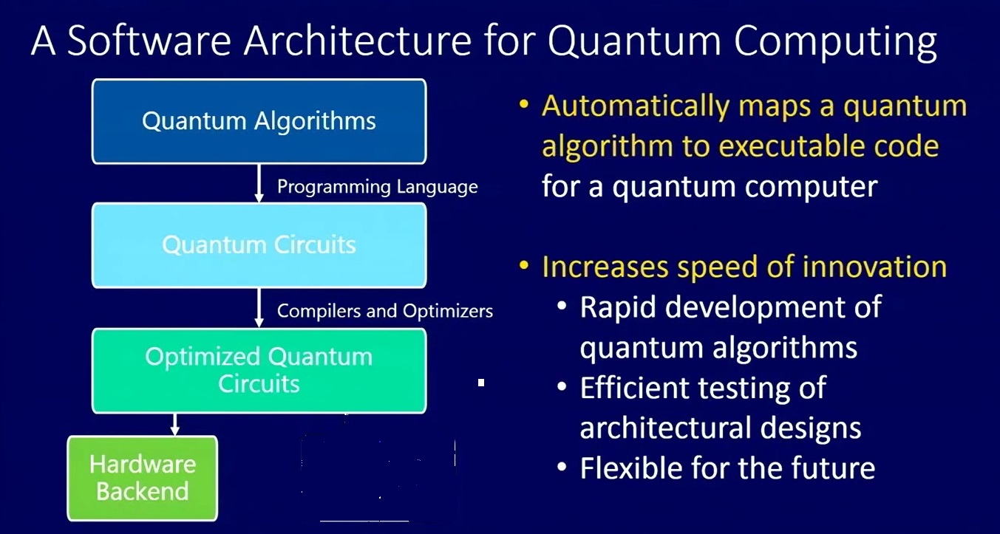 A Software Architecture for Quantum Computing
Quantum Algorithms
Programming Language
Quantum Circuits
Compilers and Optimizers
Optimized Quantum
Circuits
Hardware
Backend
• Automatically maps a quantum
algorithm to executable code
for a quantum computer
• Increases speed of innovation
• Rapid development of
quantum algorithms
• Efficient testing of
architectural designs
• Flexible for the future